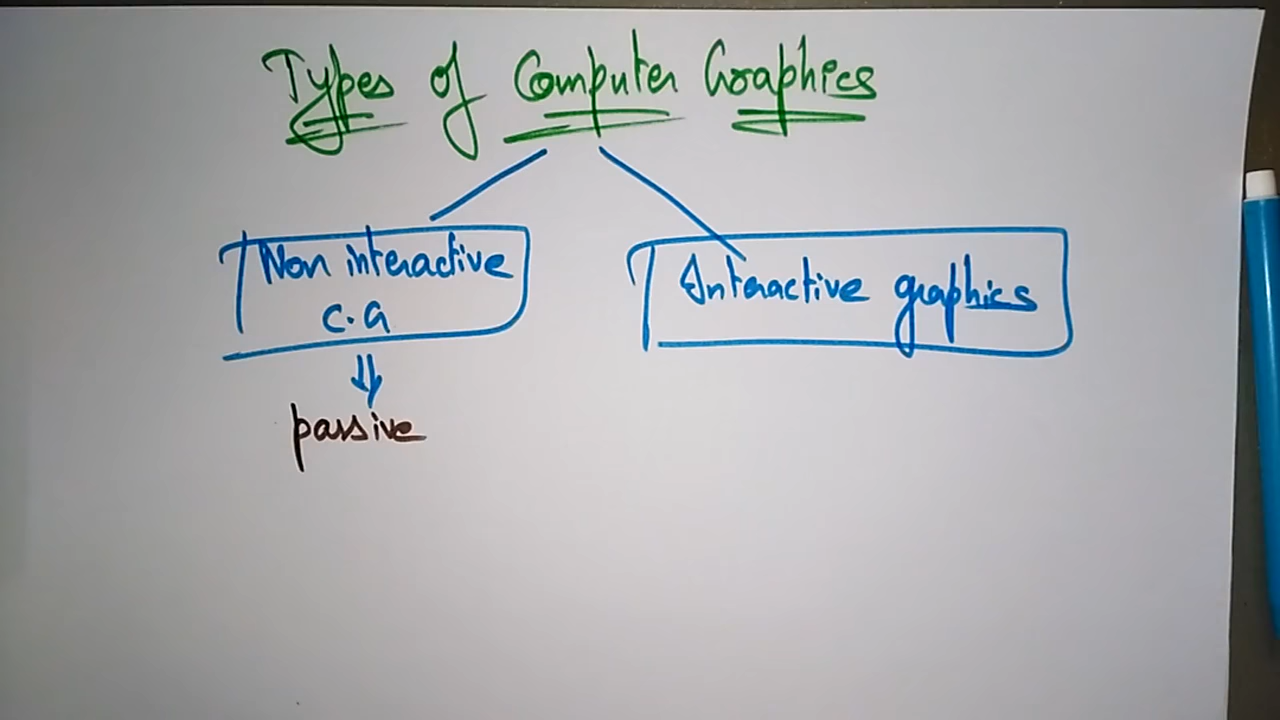 Types of Computer Graphics
Non interactive
C.G
Interactive graphics
passive